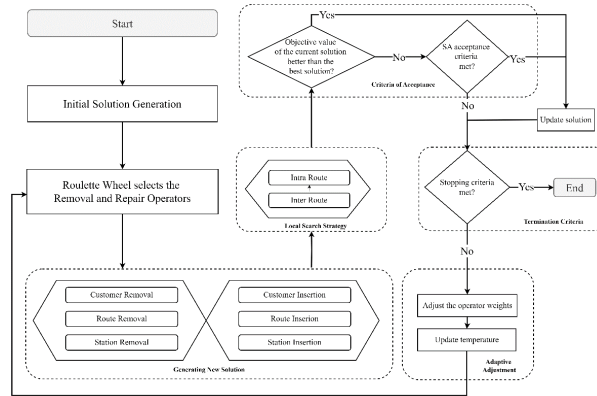 Start
Initial Solution Generation
Roulette Wheel selects the
Removal and Repair Operators
Customer Removal
Route Removal
Station Removal
Customer Insertion
Route Inserion
Station Insertion
Generating New Solution
Intra Route
Inter Route
Local Search Strategy
Objective value
of the current solution
better than the
best solution?
Yes
No
SA acceptance
criteria
met?
Yes
Criteria of Acceptance
No
Update solution
Stopping criteria
met?
Yes
End
Termination Criteria
No
Adjust the operator weights
Update temperature
Adaptive
Adjustment